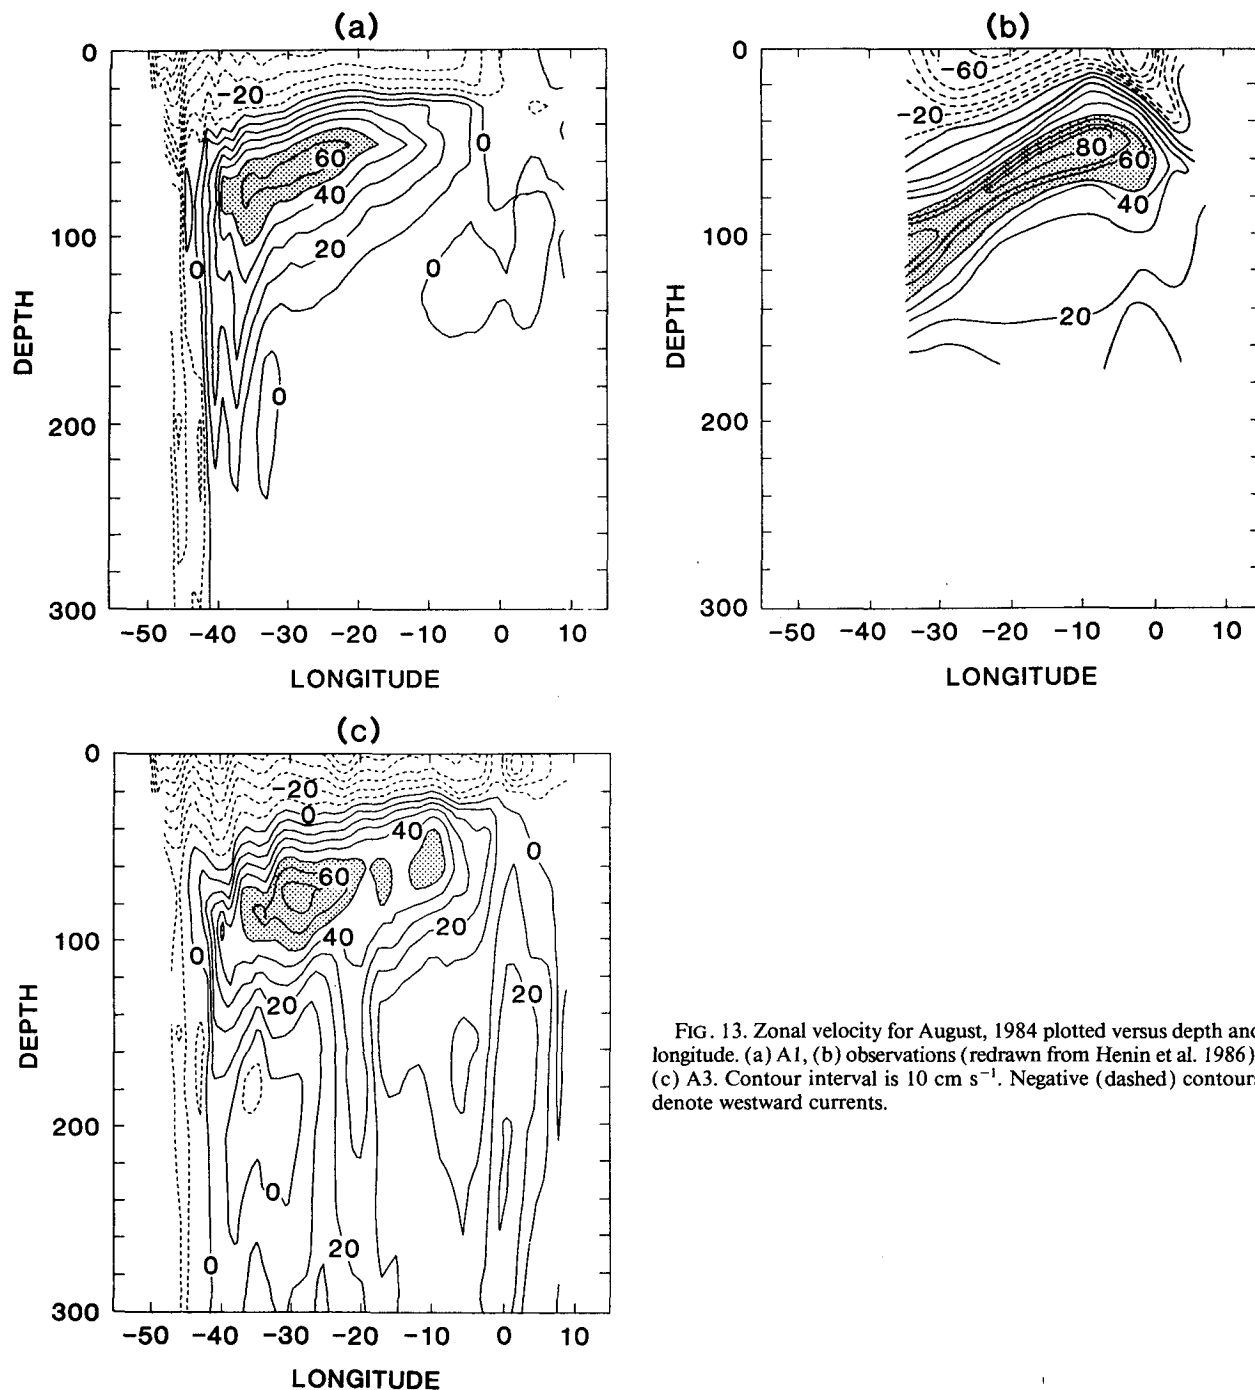 (a)
0
100
200
300
DEPTH
-20
60
40
20
0
0
0
0
-50 -40 -30 -20 -10 0 10
LONGITUDE
(b)
0
100
200
300
DEPTH
-60
-20
80
60
40
20
-50 -40 -30 -20 -10 0 10
LONGITUDE
(c)
0
100
200
300
DEPTH
-20
0
40
0
60
20
40
0
20
20
0
20
0
-50 -40 -30 -20 -10 0 10
LONGITUDE
FIG. 13. Zonal velocity for August, 1984 plotted versus depth and
longitude. (a) A1, (b) observations (redrawn from Henin et al. 1986)
(c) A3. Contour interval is 10 cm s⁻¹. Negative (dashed) contour
denote westward currents.